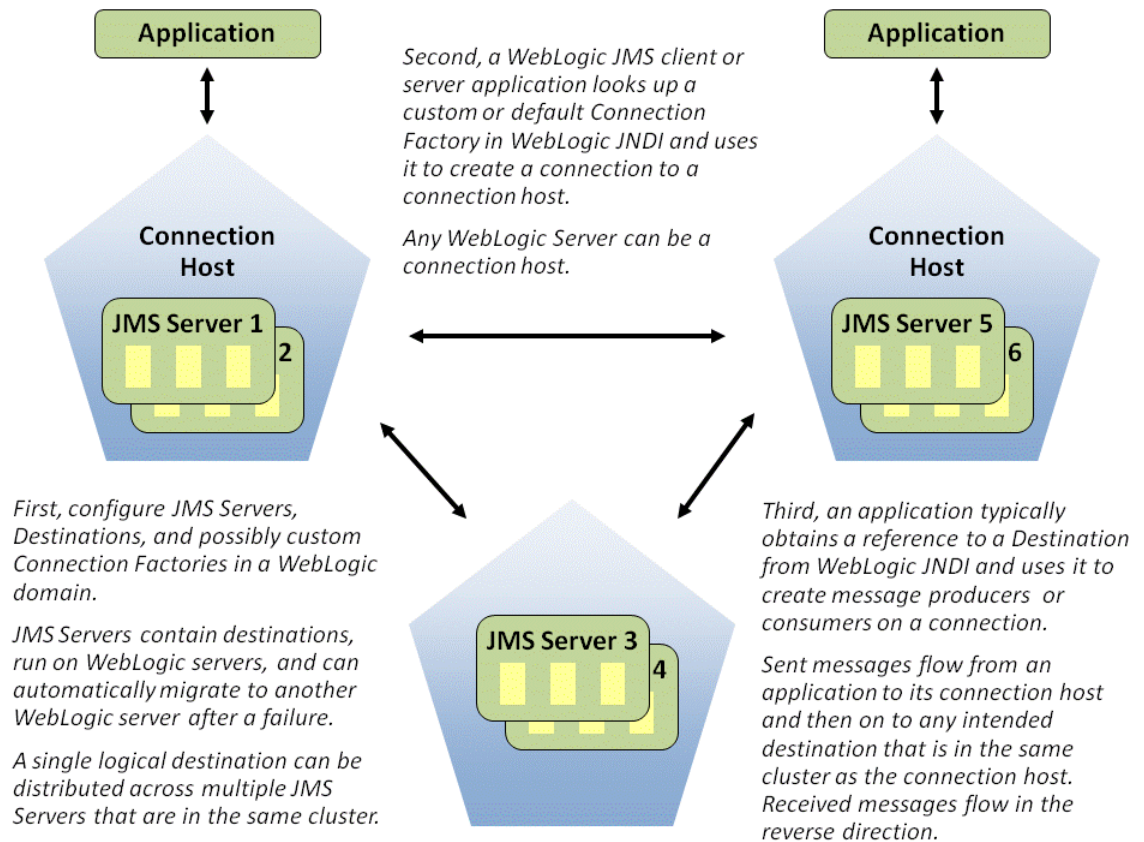 Application
Application
Second, a WebLogic JMS client or
server application looks up a
custom or default Connection
Factory in WebLogic JNDI and uses
it to create a connection to a
connection host.
Any WebLogic Server can be a
connection host.
Connection
Host
JMS Server 1
2
Connection
Host
JMS Server 5
6
First, configure JMS Servers,
Destinations, and possibly custom
Connection Factories in a WebLogic
domain.
JMS Servers contain destinations,
run on WebLogic servers, and can
automatically migrate to another
WebLogic server after a failure.
A single logical destination can be
distributed across multiple JMS
Servers that are in the same cluster.
JMS Server 3
4
Third, an application typically
obtains a reference to a Destination
from WebLogic JNDI and uses it to
create message producers or
consumers on a connection.
Sent messages flow from an
application to its connection host
and then on to any intended
destination that is in the same
cluster as the connection host.
Received messages flow in the
reverse direction.